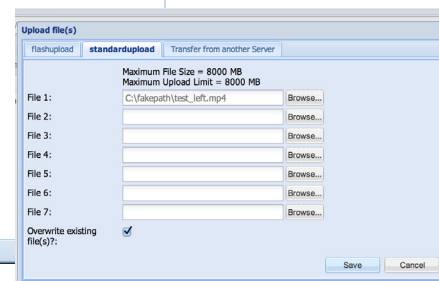 Upload file(s)
flashupload standardupload Transfer from another Server
Maximum File Size = 8000 MB
Maximum Upload Limit = 8000 MB
File 1: C:\fakepath\test_left.mp4 Browse...
File 2: Browse...
File 3: Browse...
File 4: Browse...
File 5: Browse...
File 6: Browse...
File 7: Browse...
Overwrite existing
file(s)?:
Save Cancel